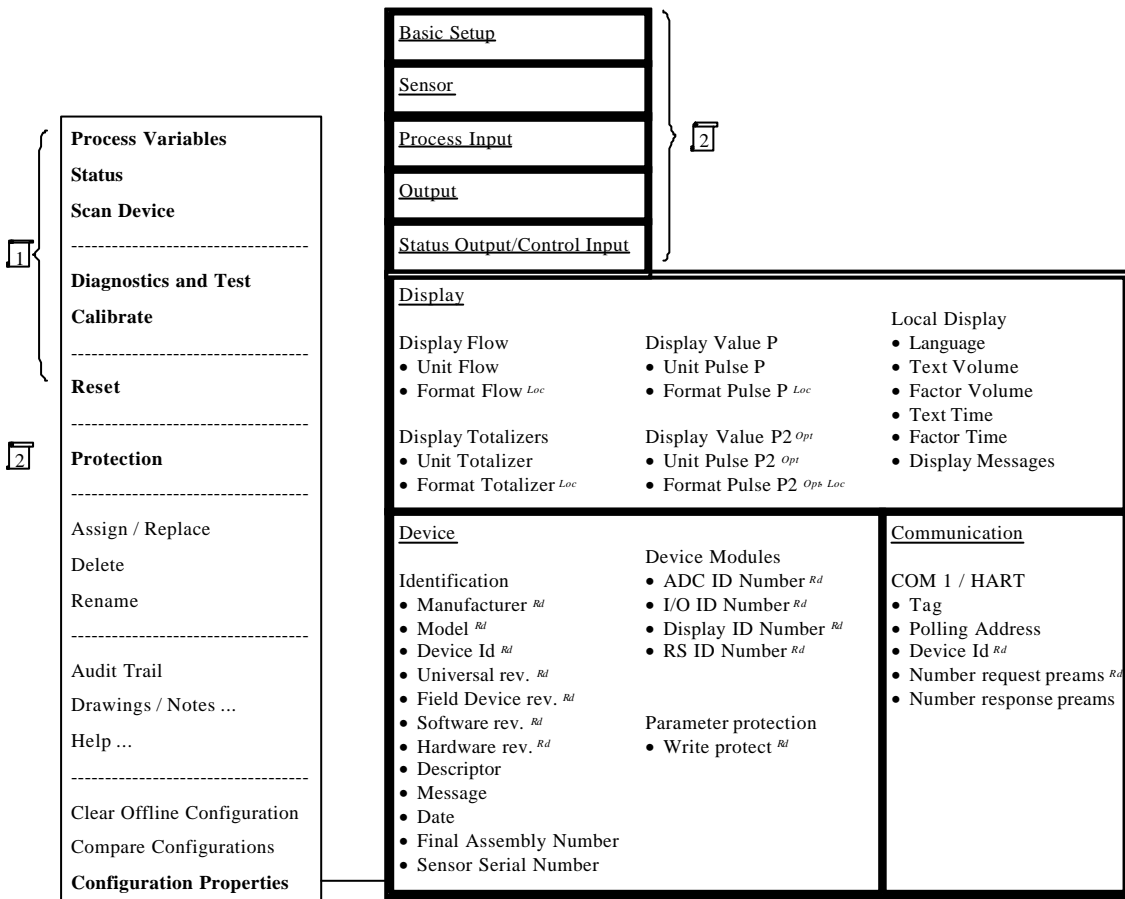 1
Process Variables
Status
Scan Device
----------------------------------
Diagnostics and Test
Calibrate
----------------------------------
Reset
----------------------------------
2
Protection
----------------------------------
Assign / Replace
Delete
Rename
----------------------------------
Audit Trail
Drawings / Notes ...
Help ...
----------------------------------
Clear Offline Configuration
Compare Configurations
Configuration Properties
Basic Setup
Sensor
Process Input
Output
Status Output/Control Input
2
Display
Display Flow
• Unit Flow
• Format Flow Loc
Display Totalizers
• Unit Totalizer
• Format Totalizer Loc
Display Value P
• Unit Pulse P
• Format Pulse P Loc
Display Value P2 Opt
• Unit Pulse P2 Opt
• Format Pulse P2 Opt, Loc
Local Display
• Language
• Text Volume
• Factor Volume
• Text Time
• Factor Time
• Display Messages
Device
Identification
• Manufacturer Rd
• Model Rd
• Device Id Rd
• Universal rev. Rd
• Field Device rev. Rd
• Software rev. Rd
• Hardware rev. Rd
• Descriptor
• Message
• Date
• Final Assembly Number
• Sensor Serial Number
Device Modules
• ADC ID Number Rd
• I/O ID Number Rd
• Display ID Number Rd
• RS ID Number Rd
Parameter protection
• Write protect Rd
Communication
COM 1 / HART
• Tag
• Polling Address
• Device Id Rd
• Number request preams Rd
• Number response preams